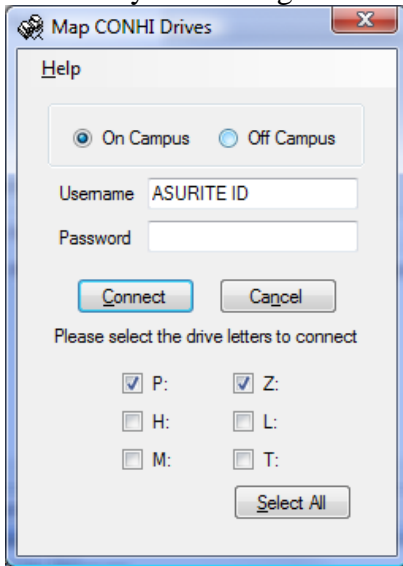 Map CONHI Drives
Help
On Campus Off Campus
Username ASURITE ID
Password
Connect Cancel
Please select the drive letters to connect
P: Z:
H: L:
M: T:
Select All